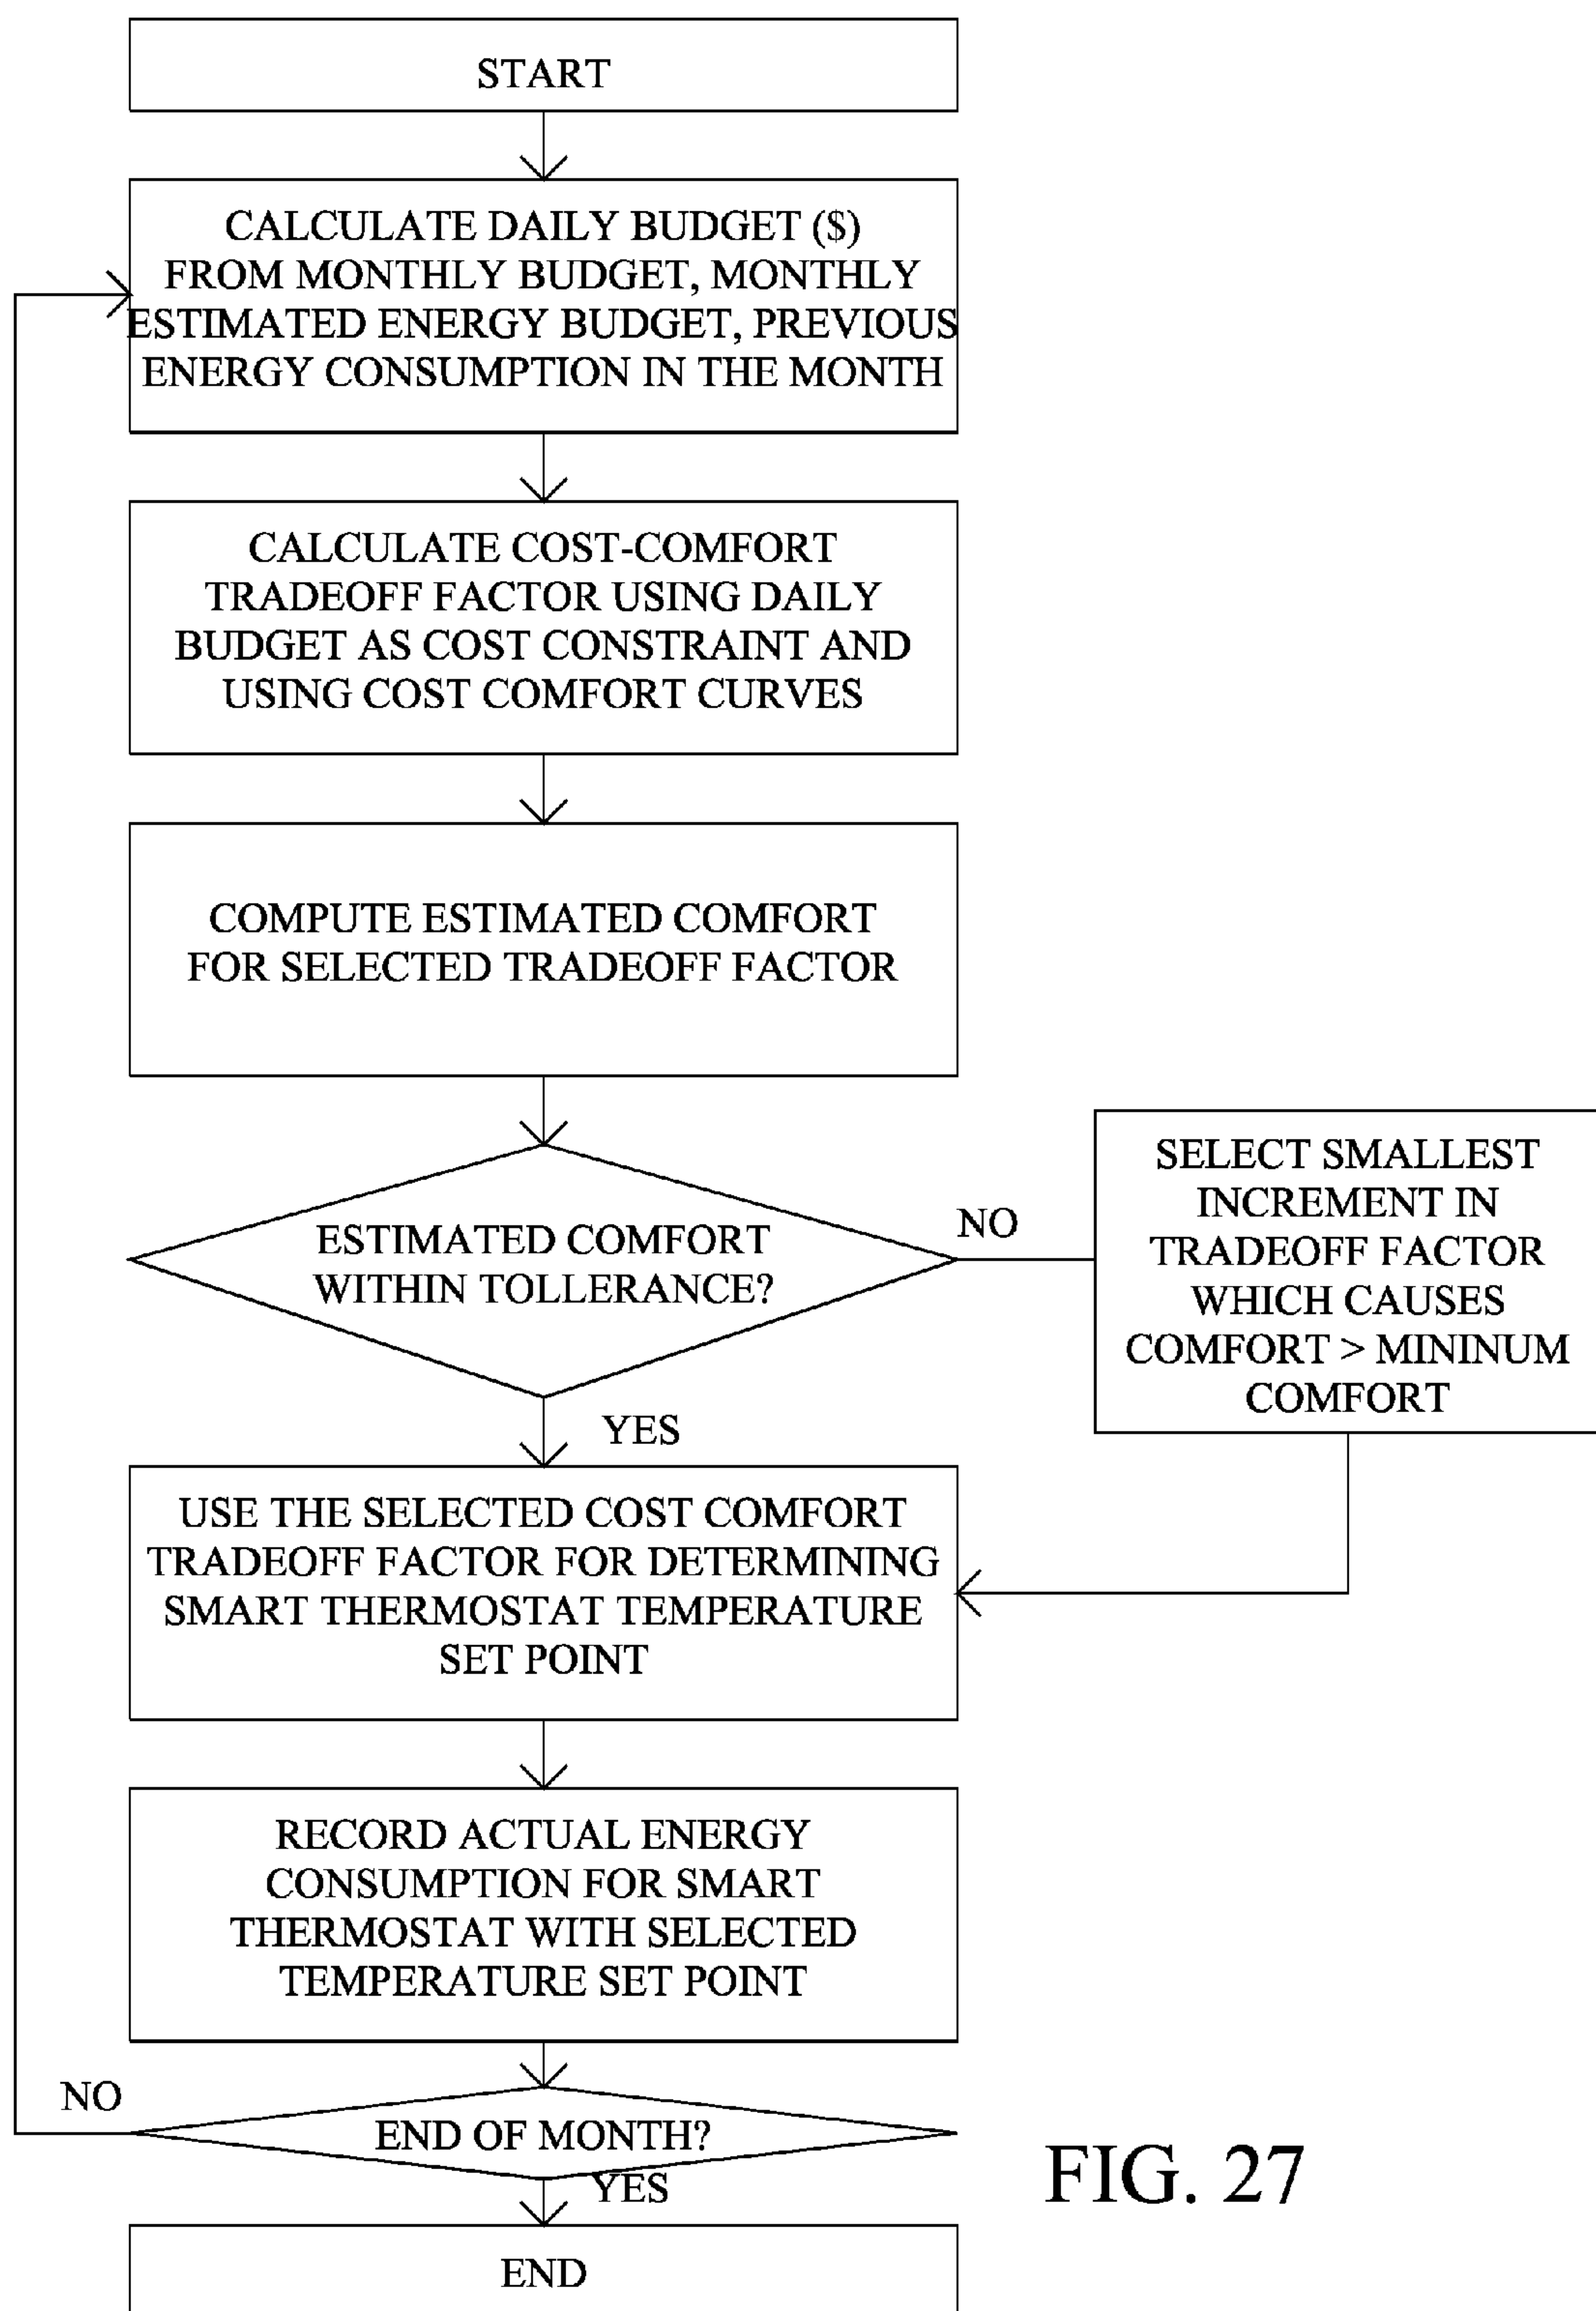 START
CALCULATE DAILY BUDGET ($)
FROM MONTHLY BUDGET, MONTHLY
ESTIMATED ENERGY BUDGET, PREVIOUS
ENERGY CONSUMPTION IN THE MONTH
CALCULATE COST-COMFORT
TRADEOFF FACTOR USING DAILY
BUDGET AS COST CONSTRAINT AND
USING COST COMFORT CURVES
COMPUTE ESTIMATED COMFORT
FOR SELECTED TRADEOFF FACTOR
ESTIMATED COMFORT
WITHIN TOLLERANCE?
NO
SELECT SMALLEST
INCREMENT IN
TRADEOFF FACTOR
WHICH CAUSES
COMFORT > MININUM
COMFORT
YES
USE THE SELECTED COST COMFORT
TRADEOFF FACTOR FOR DETERMINING
SMART THERMOSTAT TEMPERATURE
SET POINT
RECORD ACTUAL ENERGY
CONSUMPTION FOR SMART
THERMOSTAT WITH SELECTED
TEMPERATURE SET POINT
NO
END OF MONTH?
YES
END
FIG. 27